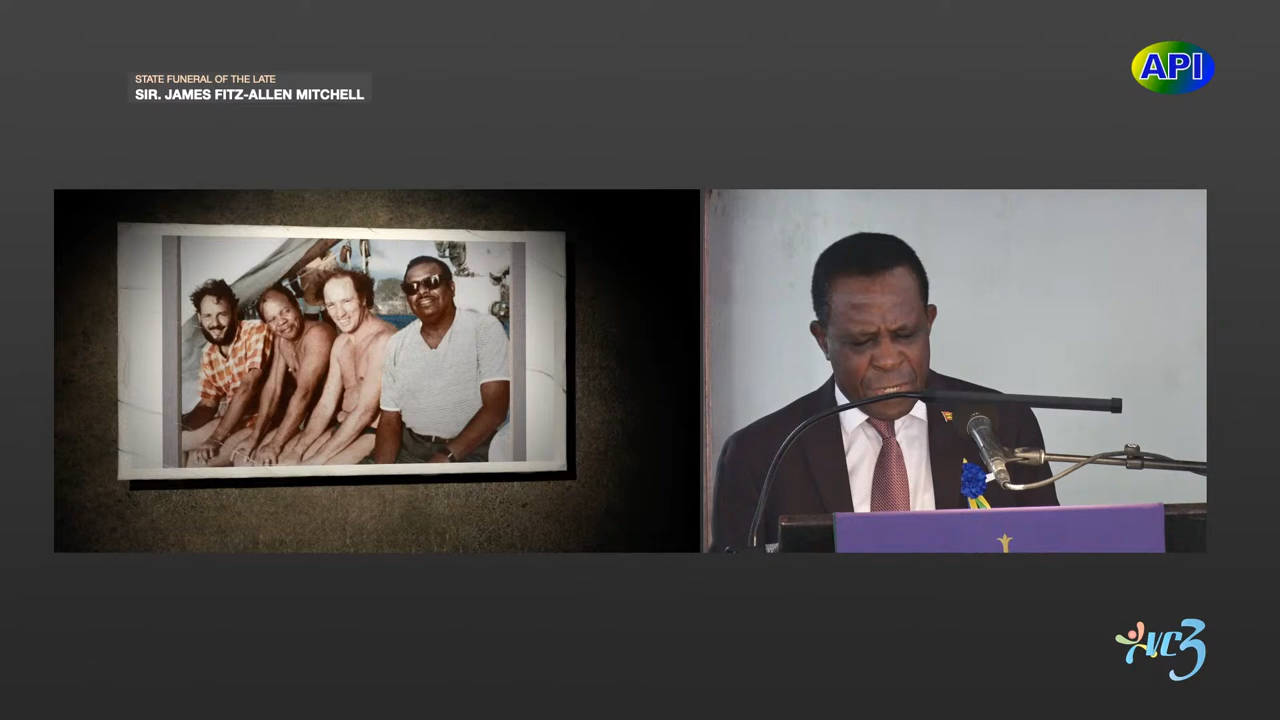 STATE FUNERAL OF THE LATE
SIR. JAMES FITZ-ALLEN MITCHELL
API
VC3